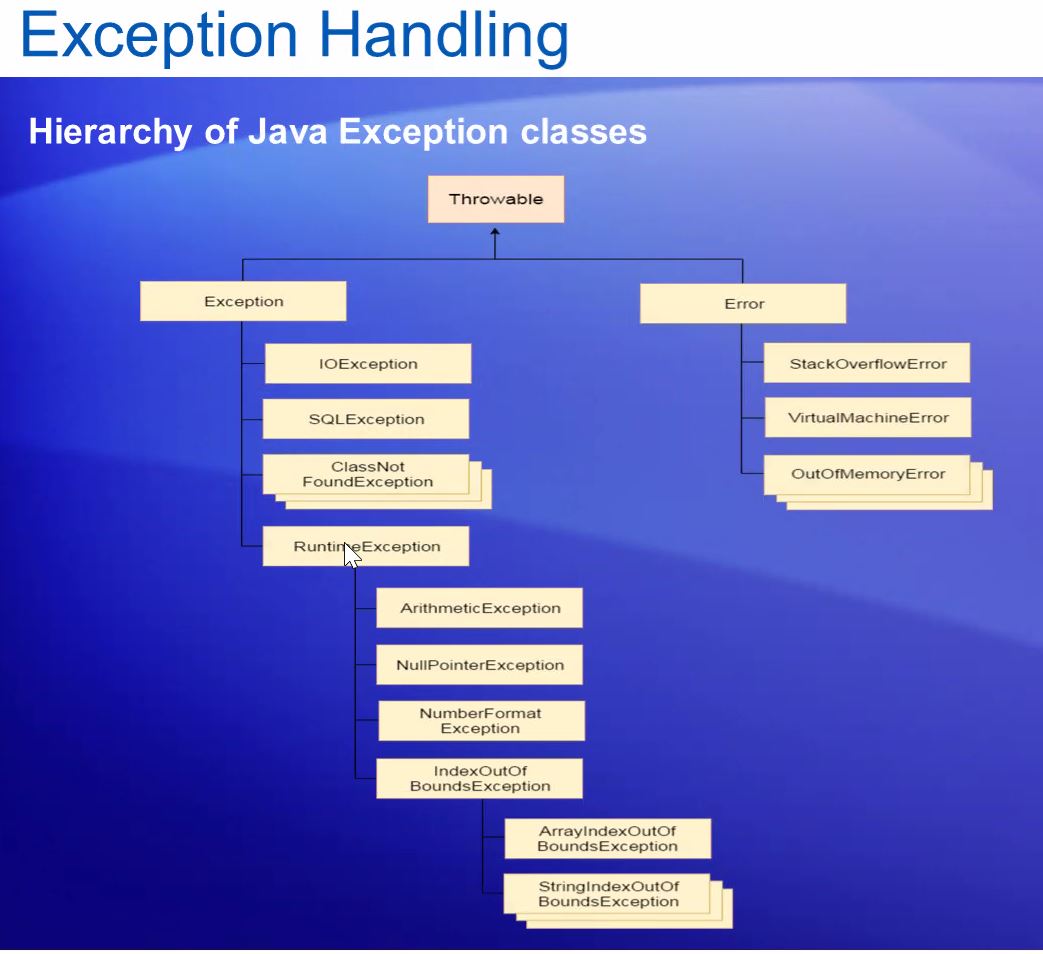 Exception Handling
Hierarchy of Java Exception classes
Throwable
Exception
Error
IOException
StackOverflowError
SQLException
VirtualMachineError
ClassNot
FoundException
OutOfMemoryError
RuntimeException
ArithmeticException
NullPointerException
NumberFormat
Exception
IndexOutOf
BoundsException
ArrayIndexOutOf
BoundsException
StringIndexOutOf
BoundsException